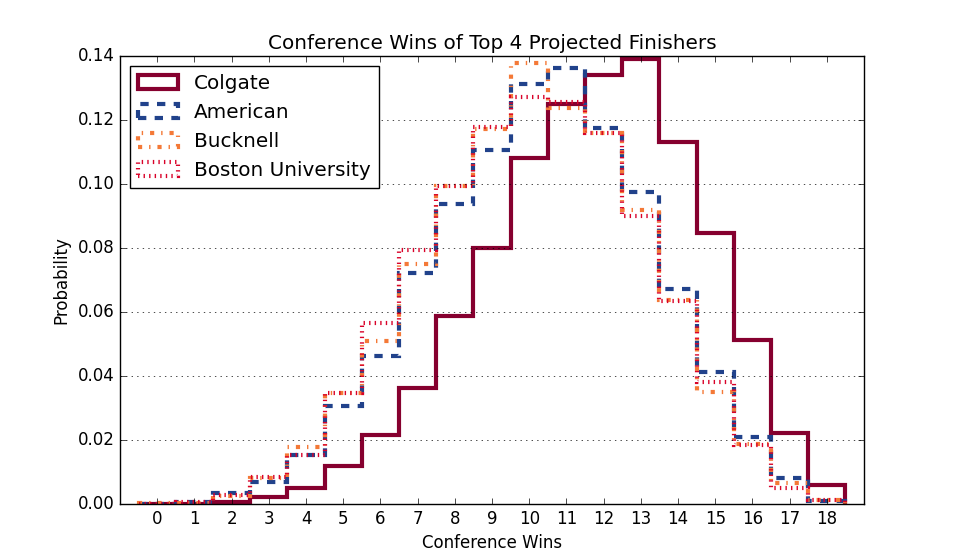 Conference Wins of Top 4 Projected Finishers
0.14
0.12
0.10
0.08
0.06
0.04
0.02
0.00
Probability
Colgate
American
Bucknell
Boston University
0 1 2 3 4 5 6 7 8 9 10 11 12 13 14 15 16 17 18
Conference Wins